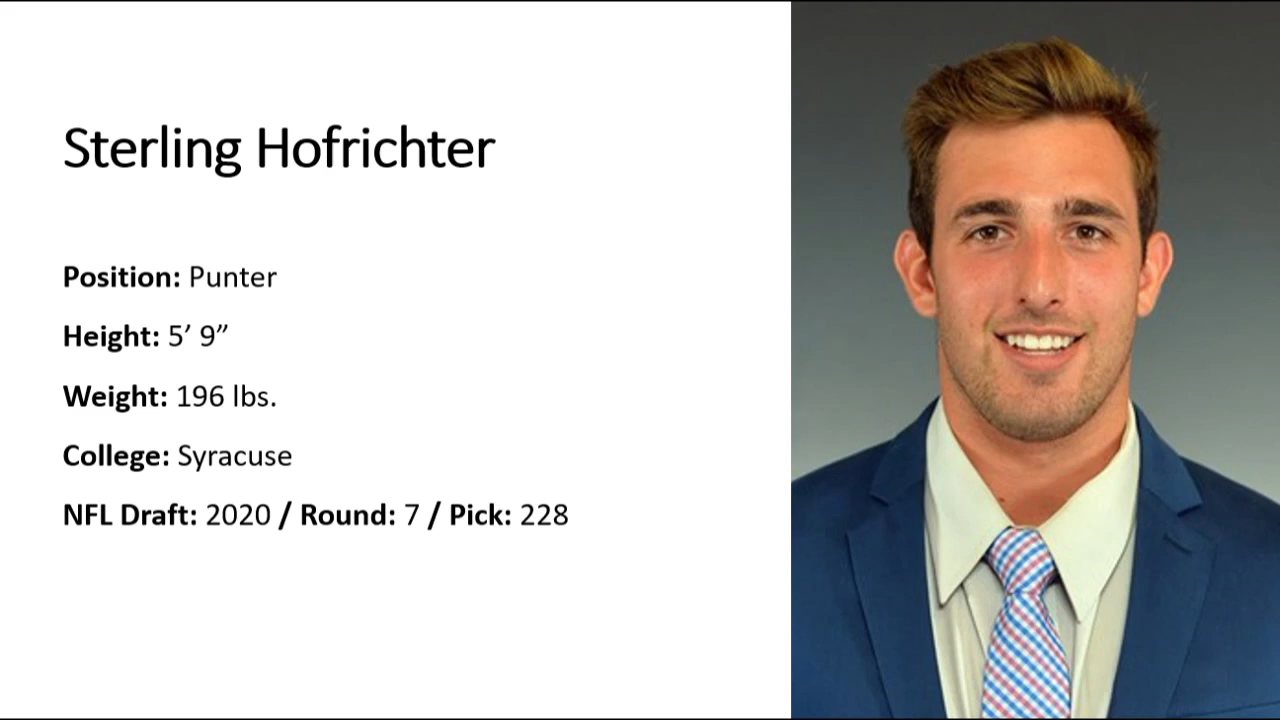 Sterling Hofrichter
Position: Punter
Height: 5’ 9”
Weight: 196 lbs.
College: Syracuse
NFL Draft: 2020 / Round: 7 / Pick: 228